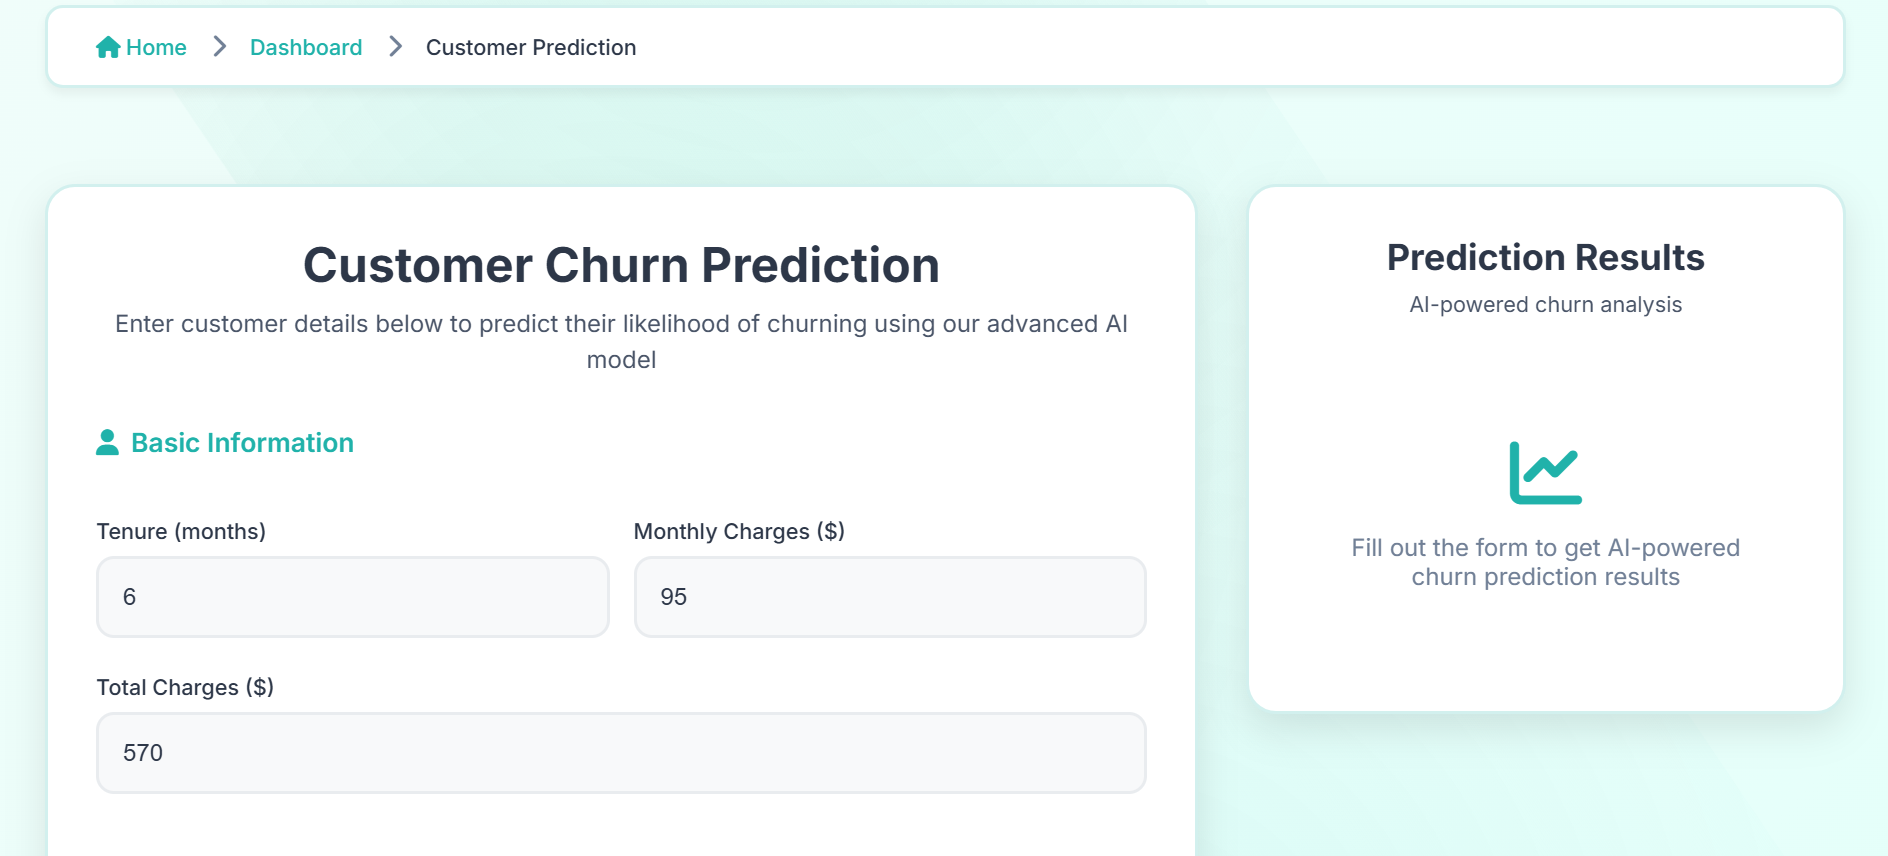 Home > Dashboard > Customer Prediction
Customer Churn Prediction
Enter customer details below to predict their likelihood of churning using our advanced AI
model
Basic Information
Tenure (months)
6
Monthly Charges ($)
95
Total Charges ($)
570
Prediction Results
AI-powered churn analysis
Fill out the form to get AI-powered
churn prediction results